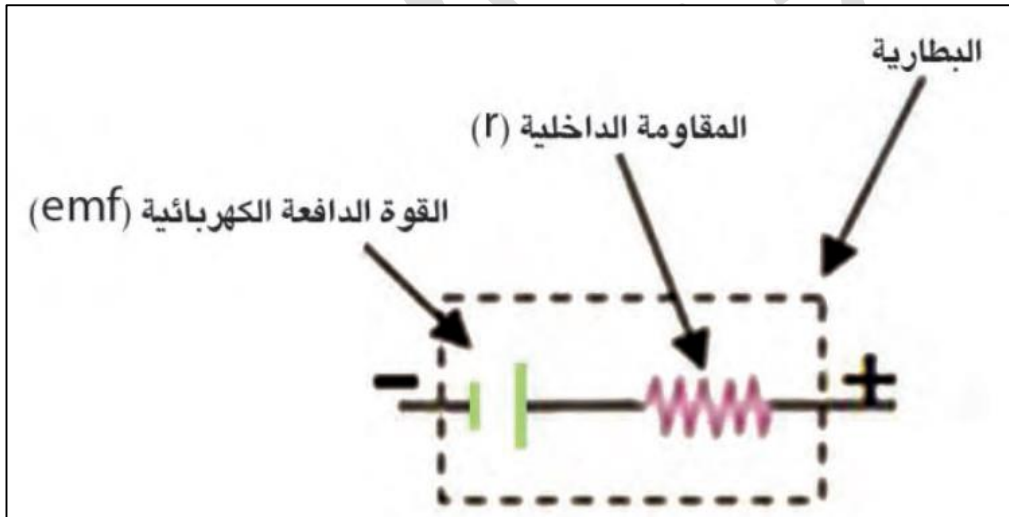 البطارية
المقاومة الداخلية (r)
القوة الدافعة الكهربائية (emf)
- +